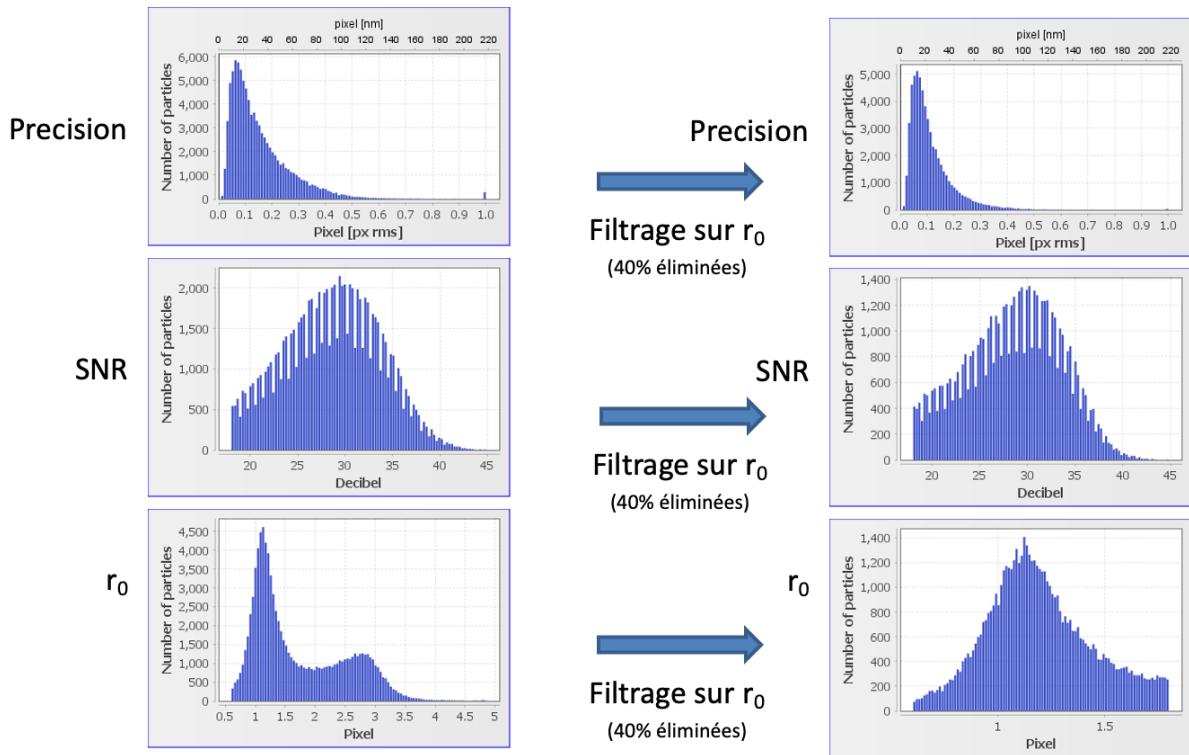 pixel [nm]
0 20 40 60 80 100 120 140 160 180 200 220
6,000
5,000
4,000
3,000
2,000
1,000
0
Number of particles
0.0 0.1 0.2 0.3 0.4 0.5 0.6 0.7 0.8 0.9 1.0
Pixel [px rms]
Precision
Filtrage sur r₀
(40% éliminées)
Precision
pixel [nm]
0 20 40 60 80 100 120 140 160 180 200 220
5,000
4,000
3,000
2,000
1,000
0
Number of particles
0.0 0.1 0.2 0.3 0.4 0.5 0.6 0.7 0.8 0.9 1.0
Pixel [px rms]
SNR
2,000
1,500
1,000
500
0
Number of particles
20 25 30 35 40 45
Decibel
Filtrage sur r₀
(40% éliminées)
SNR
1,400
1,200
1,000
800
600
400
200
0
Number of particles
20 25 30 35 40 45
Decibel
r₀
4,500
4,000
3,500
3,000
2,500
2,000
1,500
1,000
500
0
Number of particles
0.5 1 1.5 2 2.5 3 3.5 4 4.5 5
Pixel
Filtrage sur r₀
(40% éliminées)
r₀
1,400
1,200
1,000
800
600
400
200
0
Number of particles
1 1.5
Pixel